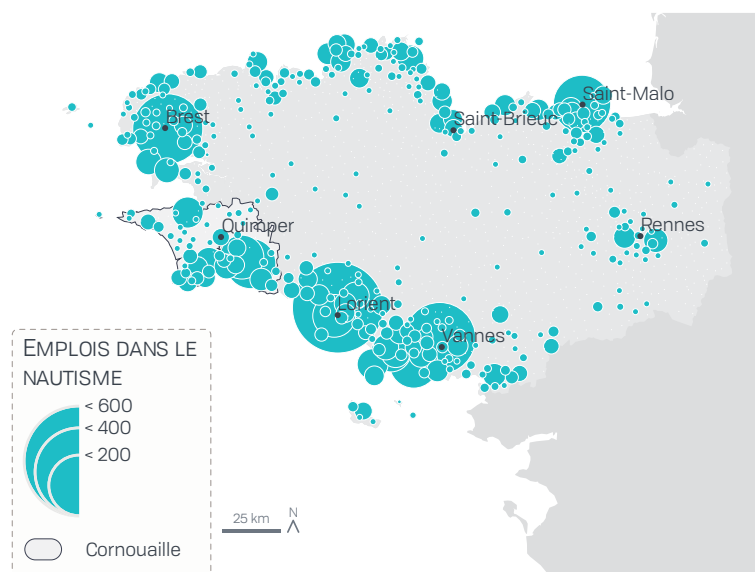 Saint-Malo
Brest
Saint-Brieuc
Quimper
Rennes
Lorient
Vannes
EMPLOIS DANS LE
NAUTISME
< 600
< 400
< 200
25 km
N
Cornouaille